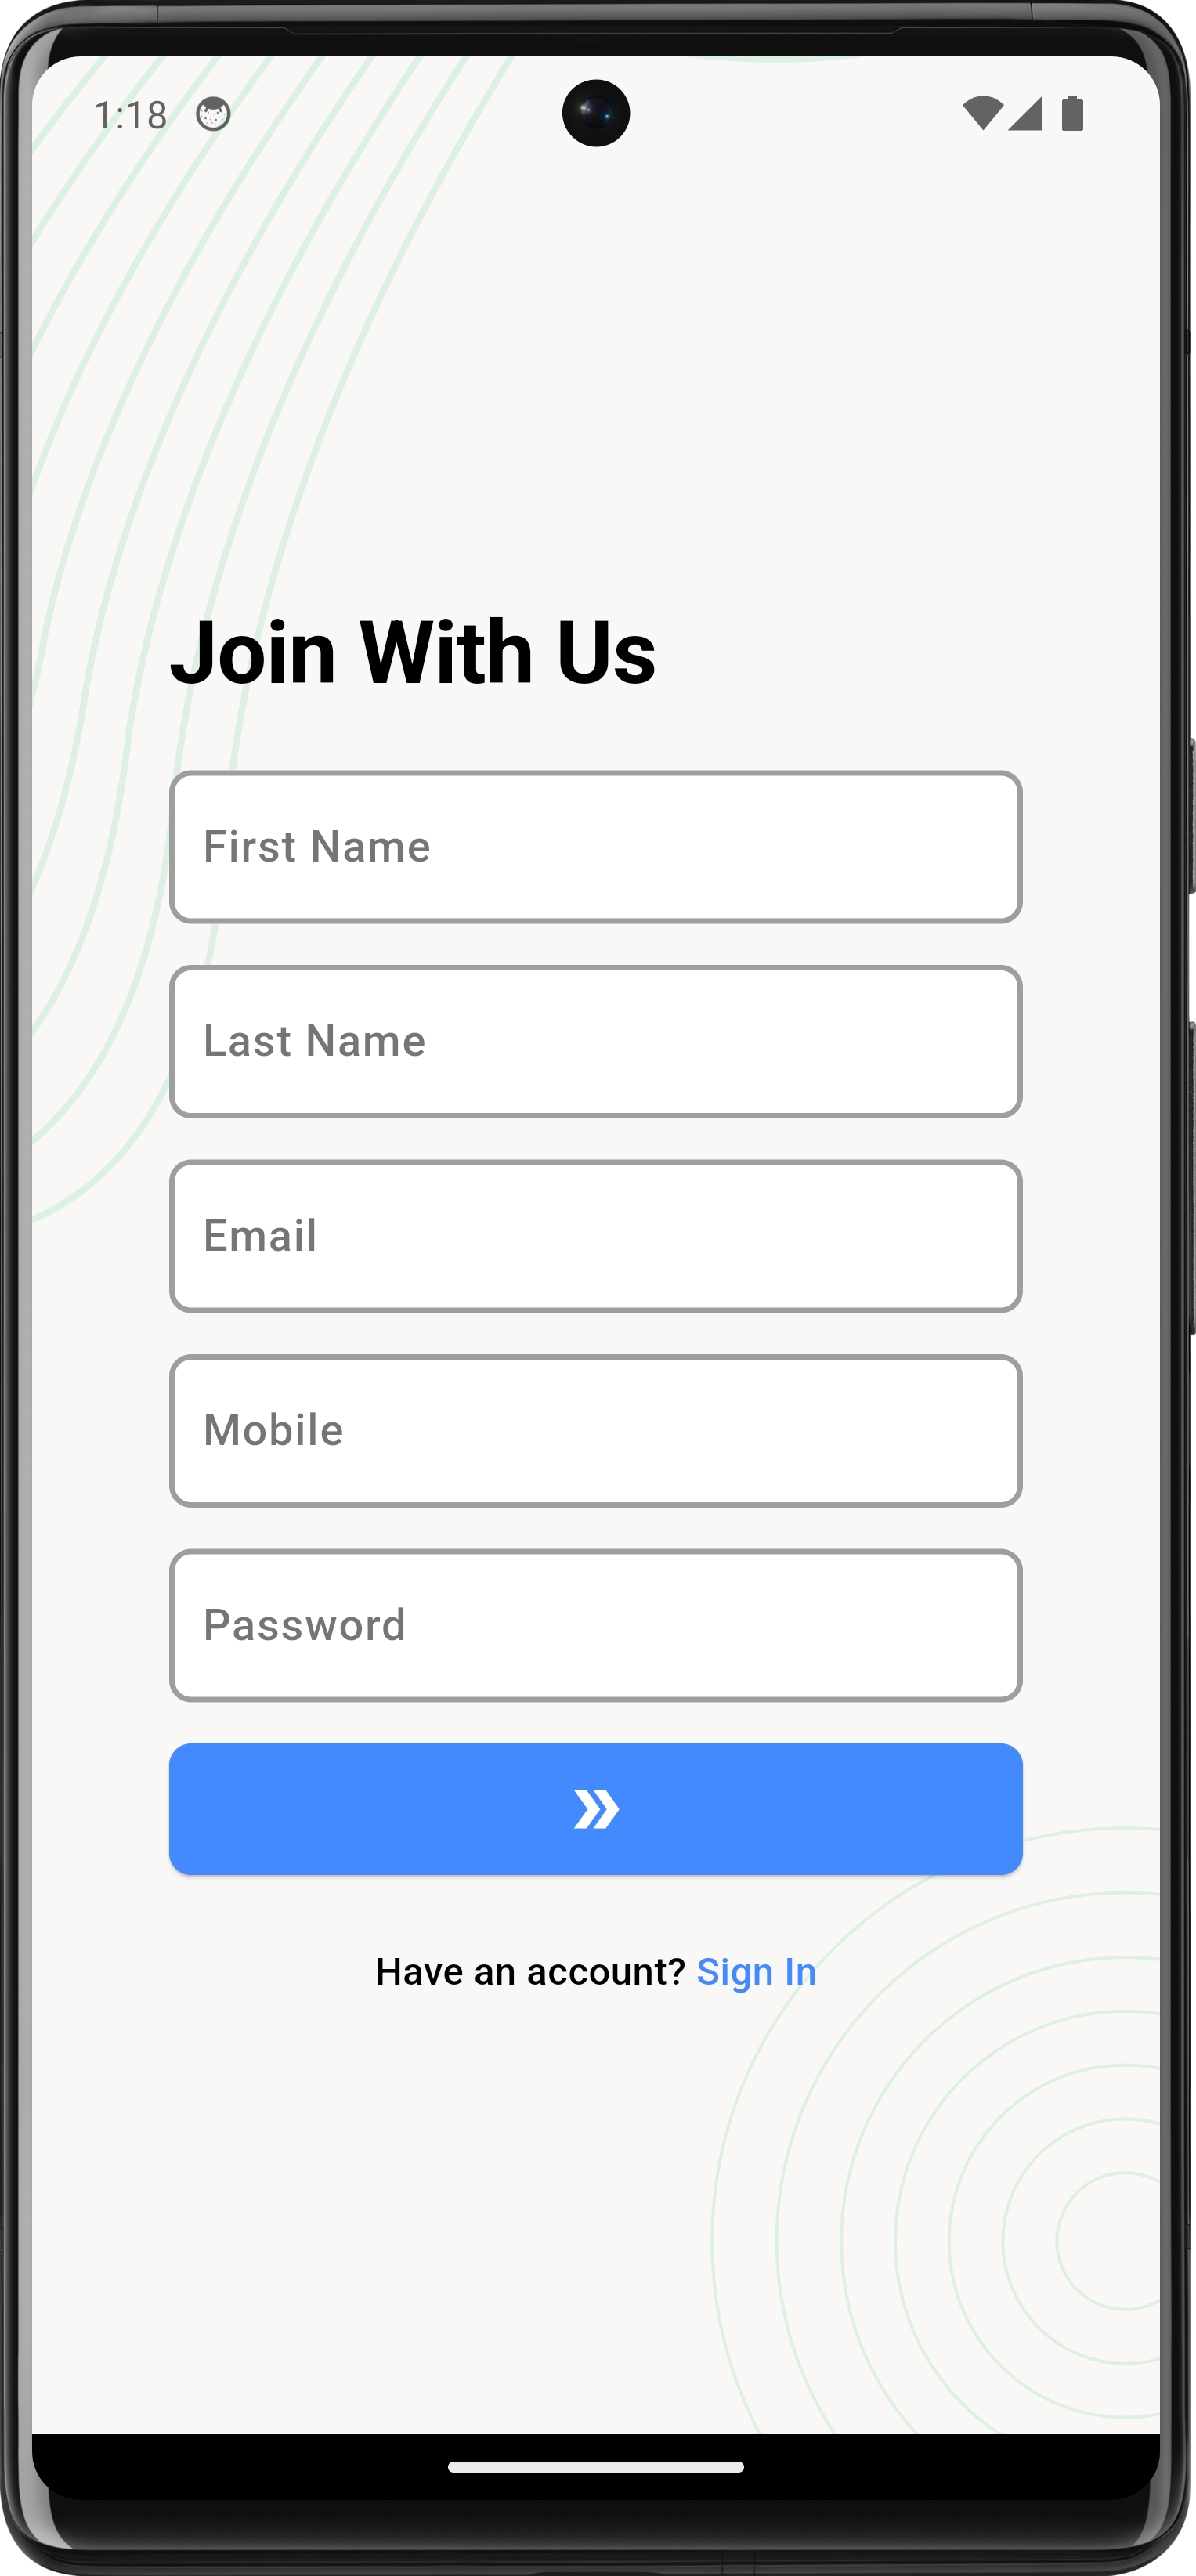 1:18
Join With Us
First Name
Last Name
Email
Mobile
Password
Have an account? Sign In